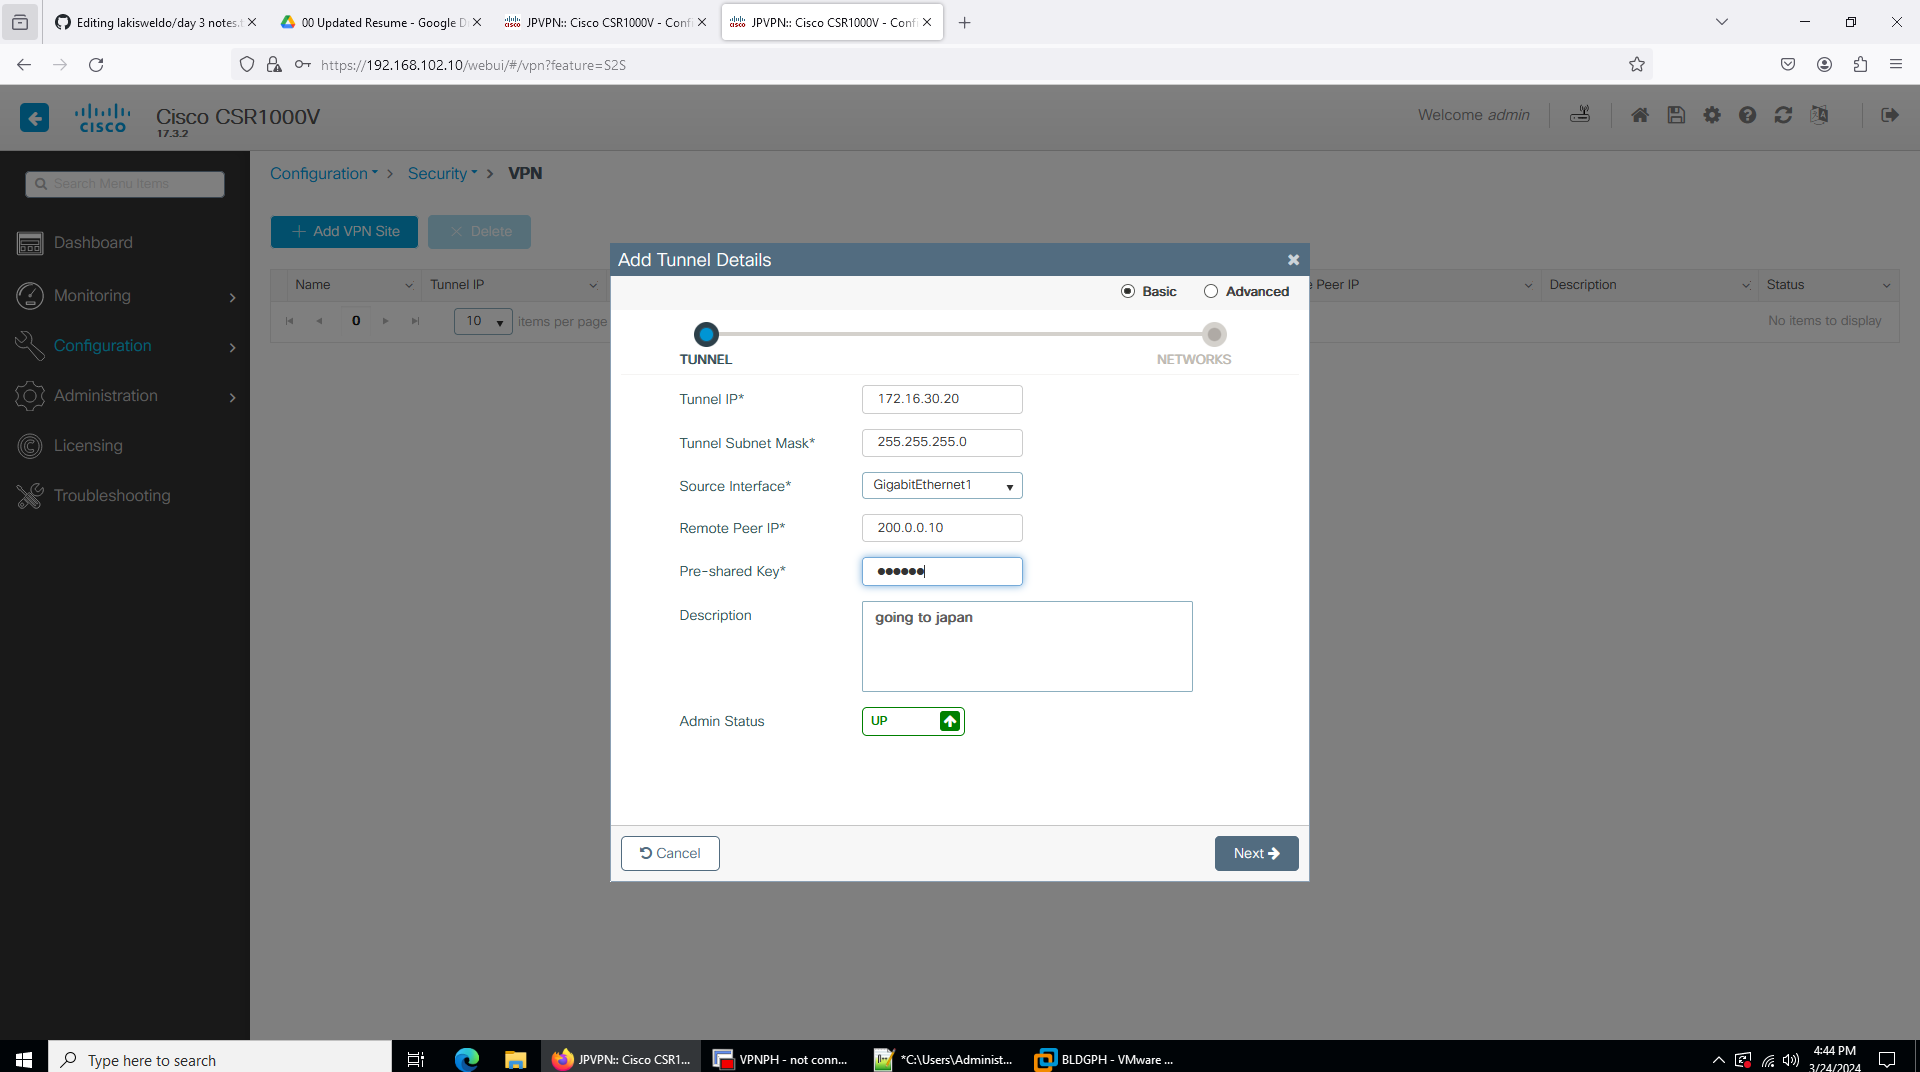 Editing lakisweldo/day 3 notes.t
00 Updated Resume - Google D
JPVPN:: Cisco CSR1000V - Confi
JPVPN:: Cisco CSR1000V - Confi
https://192.168.102.10/webui/#/vpn?feature=S2S
CISCO
Cisco CSR1000V
17.3.2
Welcome admin
Search Menu Items
Dashboard
Monitoring
Configuration
Administration
Licensing
Troubleshooting
Configuration > Security > VPN
+ Add VPN Site
× Delete
Name
Tunnel IP
Peer IP
Description
Status
0
10
items per page
No items to display
Add Tunnel Details
Basic
Advanced
TUNNEL
NETWORKS
Tunnel IP*
172.16.30.20
Tunnel Subnet Mask*
255.255.255.0
Source Interface*
GigabitEthernet1
Remote Peer IP*
200.0.0.10
Pre-shared Key*
••••••
Description
going to japan
Admin Status
UP
Cancel
Next
Type here to search
JPVPN:: Cisco CSR1...
VPNPH - not conn...
*C:\Users\Administ...
BLDGPH - VMware ...
4:44 PM
3/24/2024